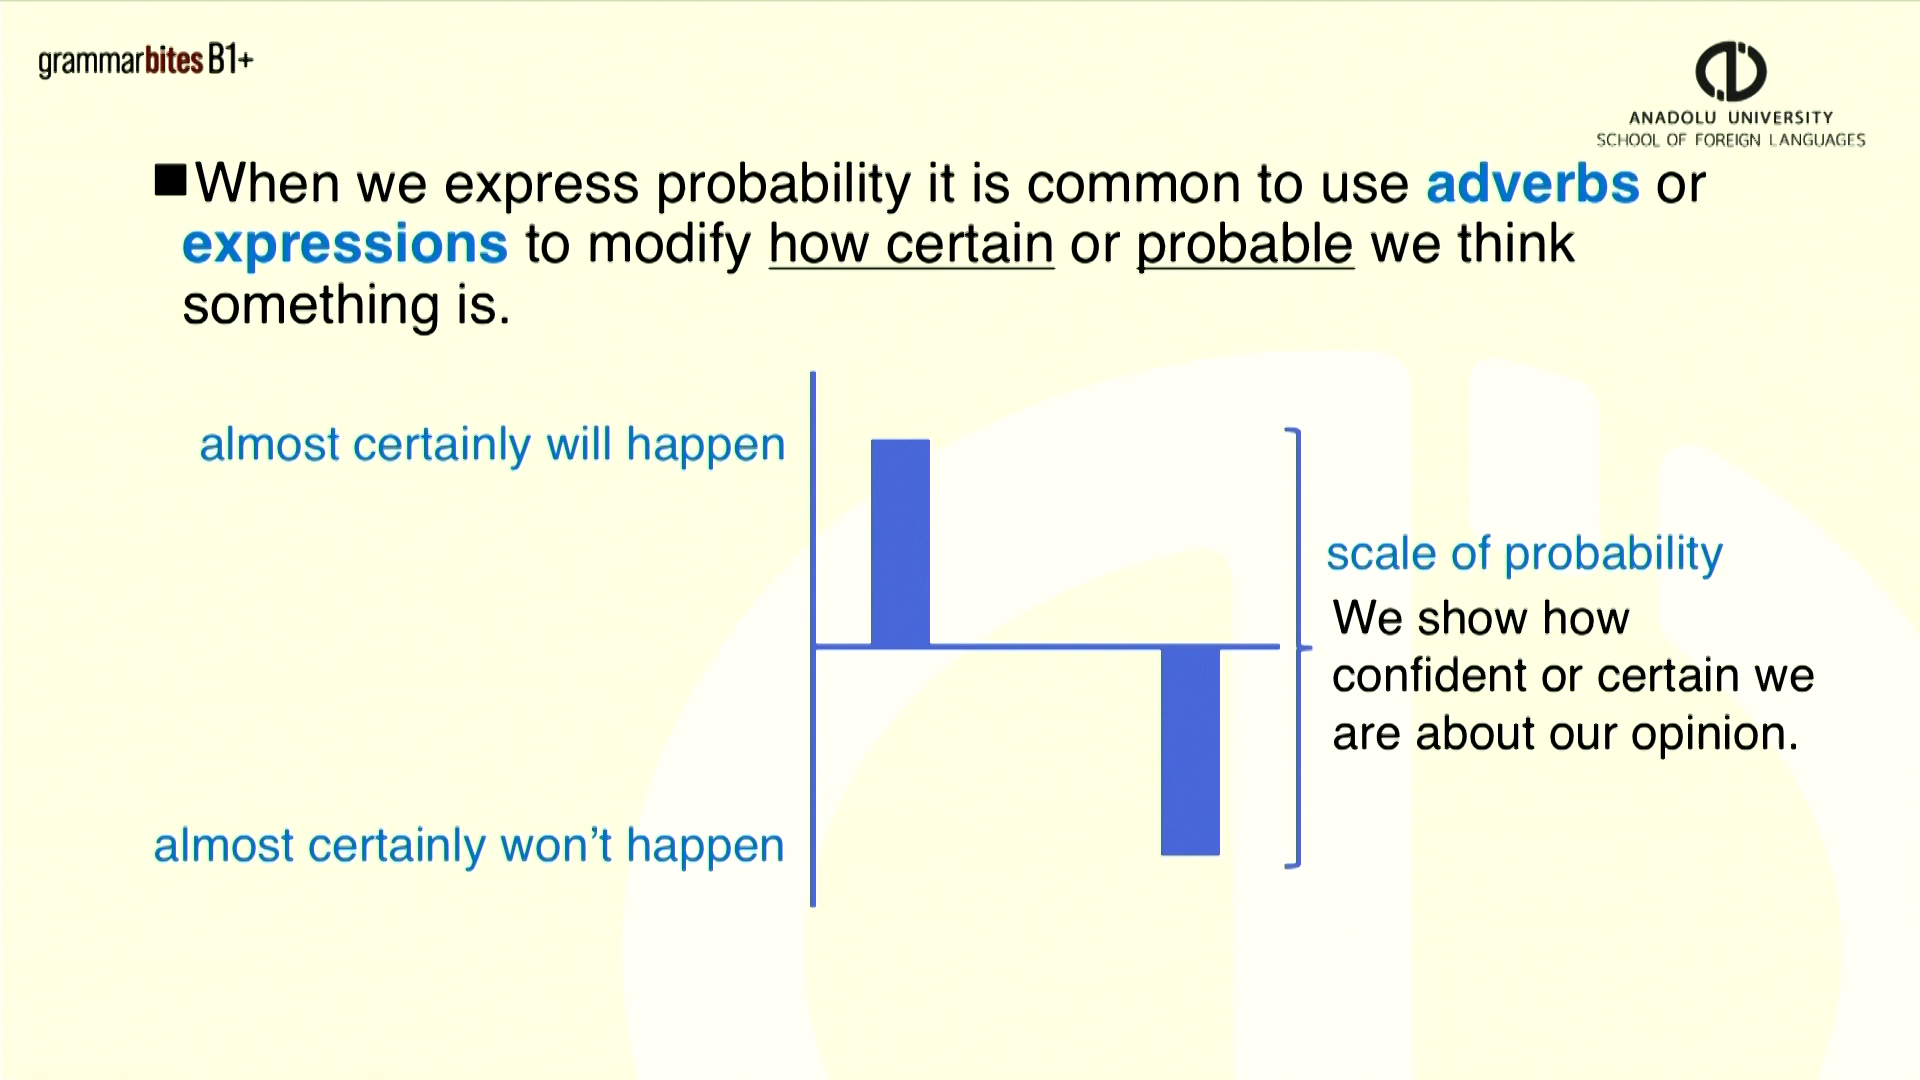 grammarbites B1+
ANADOLU UNIVERSITY
SCHOOL OF FOREIGN LANGUAGES
■When we express probability it is common to use adverbs or
expressions to modify how certain or probable we think
something is.
almost certainly will happen
almost certainly won’t happen
scale of probability
We show how
confident or certain we
are about our opinion.